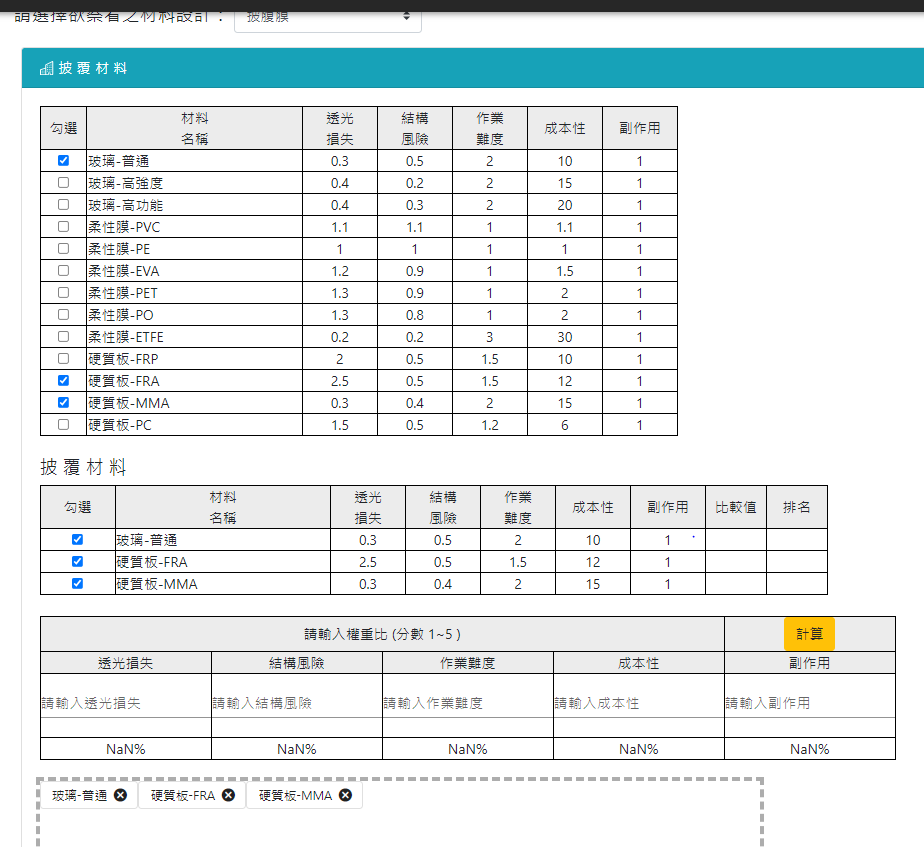 請選擇欲察看之材料設計： 披覆膜
披覆材料
勾選 材料名稱 透光損失 結構風險 作業難度 成本性 副作用
玻璃-普通 0.3 0.5 2 10 1
玻璃-高強度 0.4 0.2 2 15 1
玻璃-高功能 0.4 0.3 2 20 1
柔性膜-PVC 1.1 1.1 1 1.1 1
柔性膜-PE 1 1 1 1 1
柔性膜-EVA 1.2 0.9 1 1.5 1
柔性膜-PET 1.3 0.9 1 2 1
柔性膜-PO 1.3 0.8 1 2 1
柔性膜-ETFE 0.2 0.2 3 30 1
硬質板-FRP 2 0.5 1.5 10 1
硬質板-FRA 2.5 0.5 1.5 12 1
硬質板-MMA 0.3 0.4 2 15 1
硬質板-PC 1.5 0.5 1.2 6 1
披覆材料
勾選 材料名稱 透光損失 結構風險 作業難度 成本性 副作用 比較值 排名
玻璃-普通 0.3 0.5 2 10 1
硬質板-FRA 2.5 0.5 1.5 12 1
硬質板-MMA 0.3 0.4 2 15 1
請輸入權重比 (分數 1~5 ) 計算
透光損失 結構風險 作業難度 成本性 副作用
請輸入透光損失 請輸入結構風險 請輸入作業難度 請輸入成本性 請輸入副作用
NaN% NaN% NaN% NaN% NaN%
玻璃-普通 硬質板-FRA 硬質板-MMA